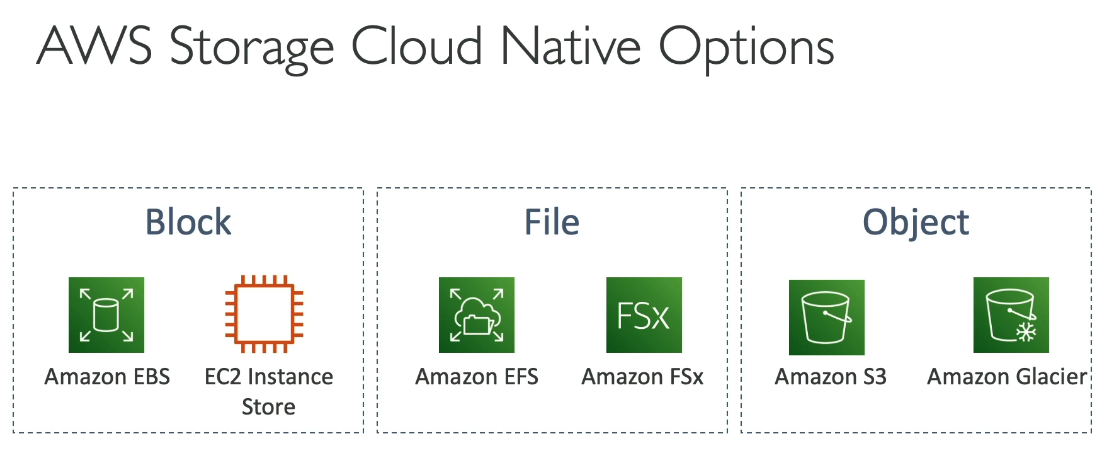 AWS Storage Cloud Native Options
Block
Amazon EBS
EC2 Instance
Store
File
Amazon EFS
FSx
Amazon FSx
Object
Amazon S3
Amazon Glacier